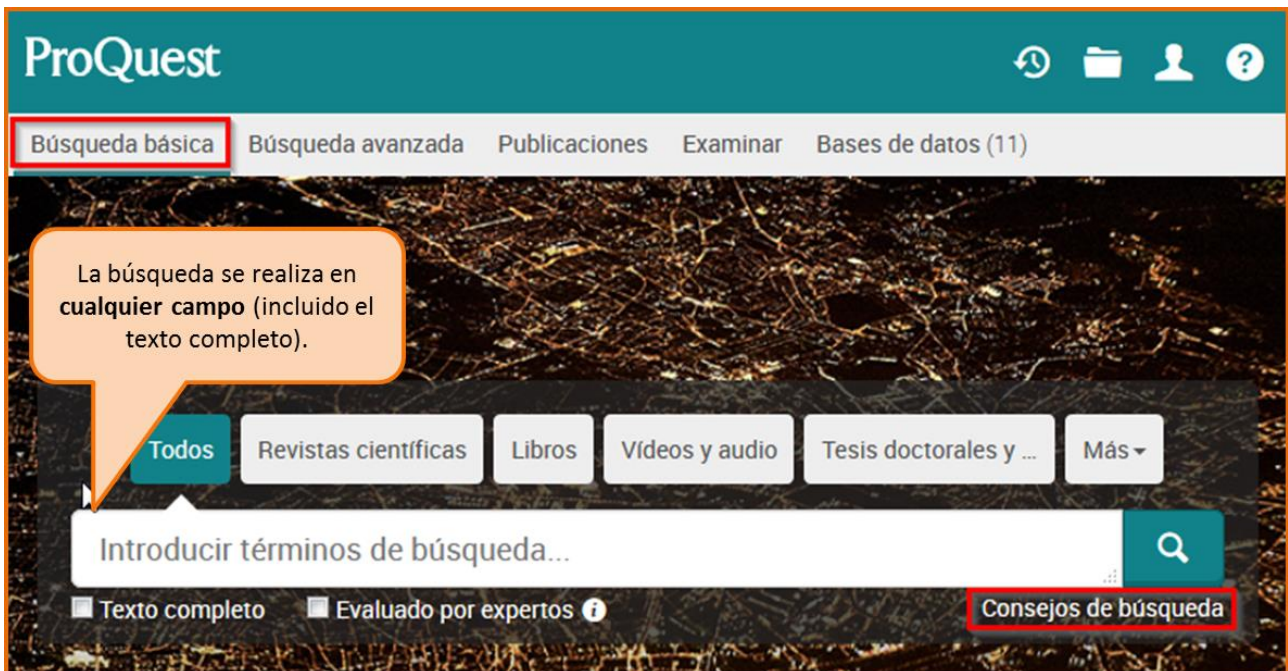 ProQuest
Búsqueda básica Búsqueda avanzada Publicaciones Examinar Bases de datos (11)
La búsqueda se realiza en
cualquier campo (incluido el
texto completo).
Todos Revistas científicas Libros Vídeos y audio Tesis doctorales y ... Más
Introducir términos de búsqueda...
Texto completo Evaluado por expertos
Consejos de búsqueda